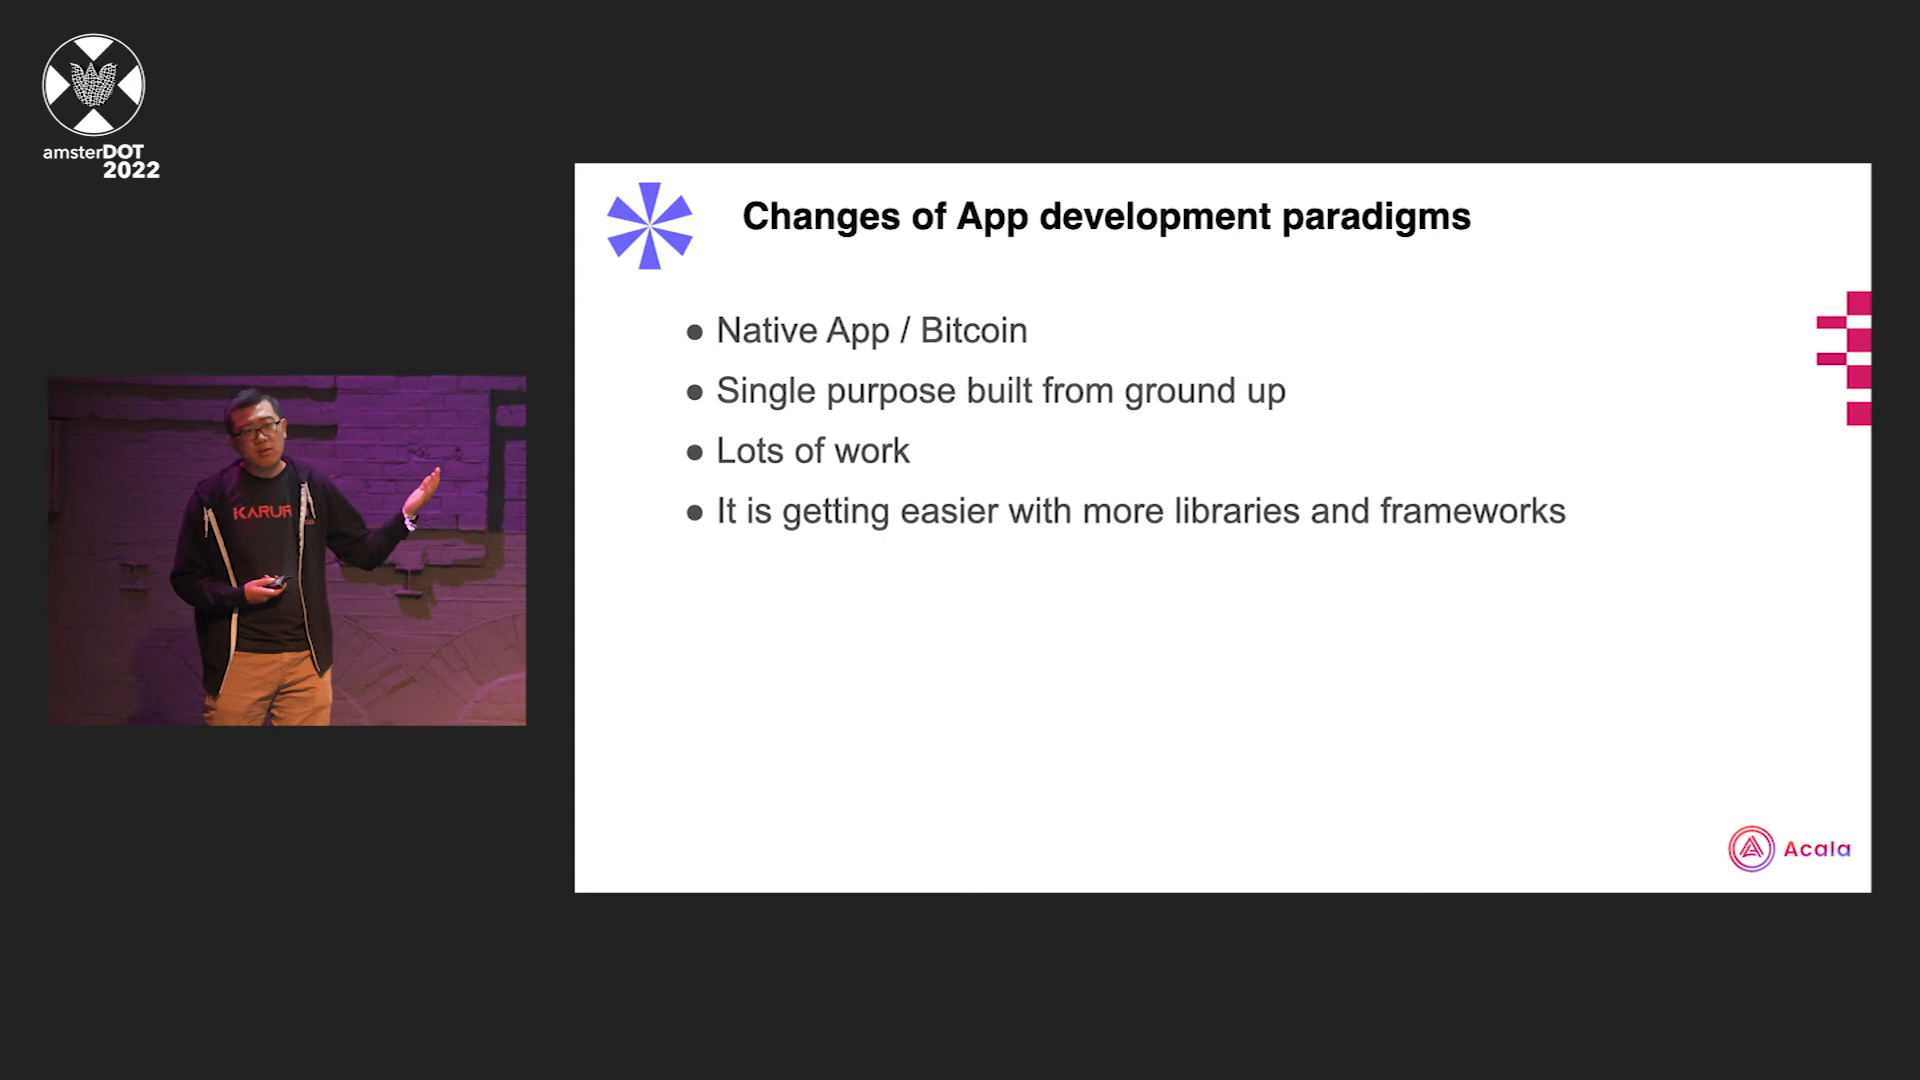 amsterDOT
2022
Changes of App development paradigms
● Native App / Bitcoin
● Single purpose built from ground up
● Lots of work
● It is getting easier with more libraries and frameworks
KARUR
Acala